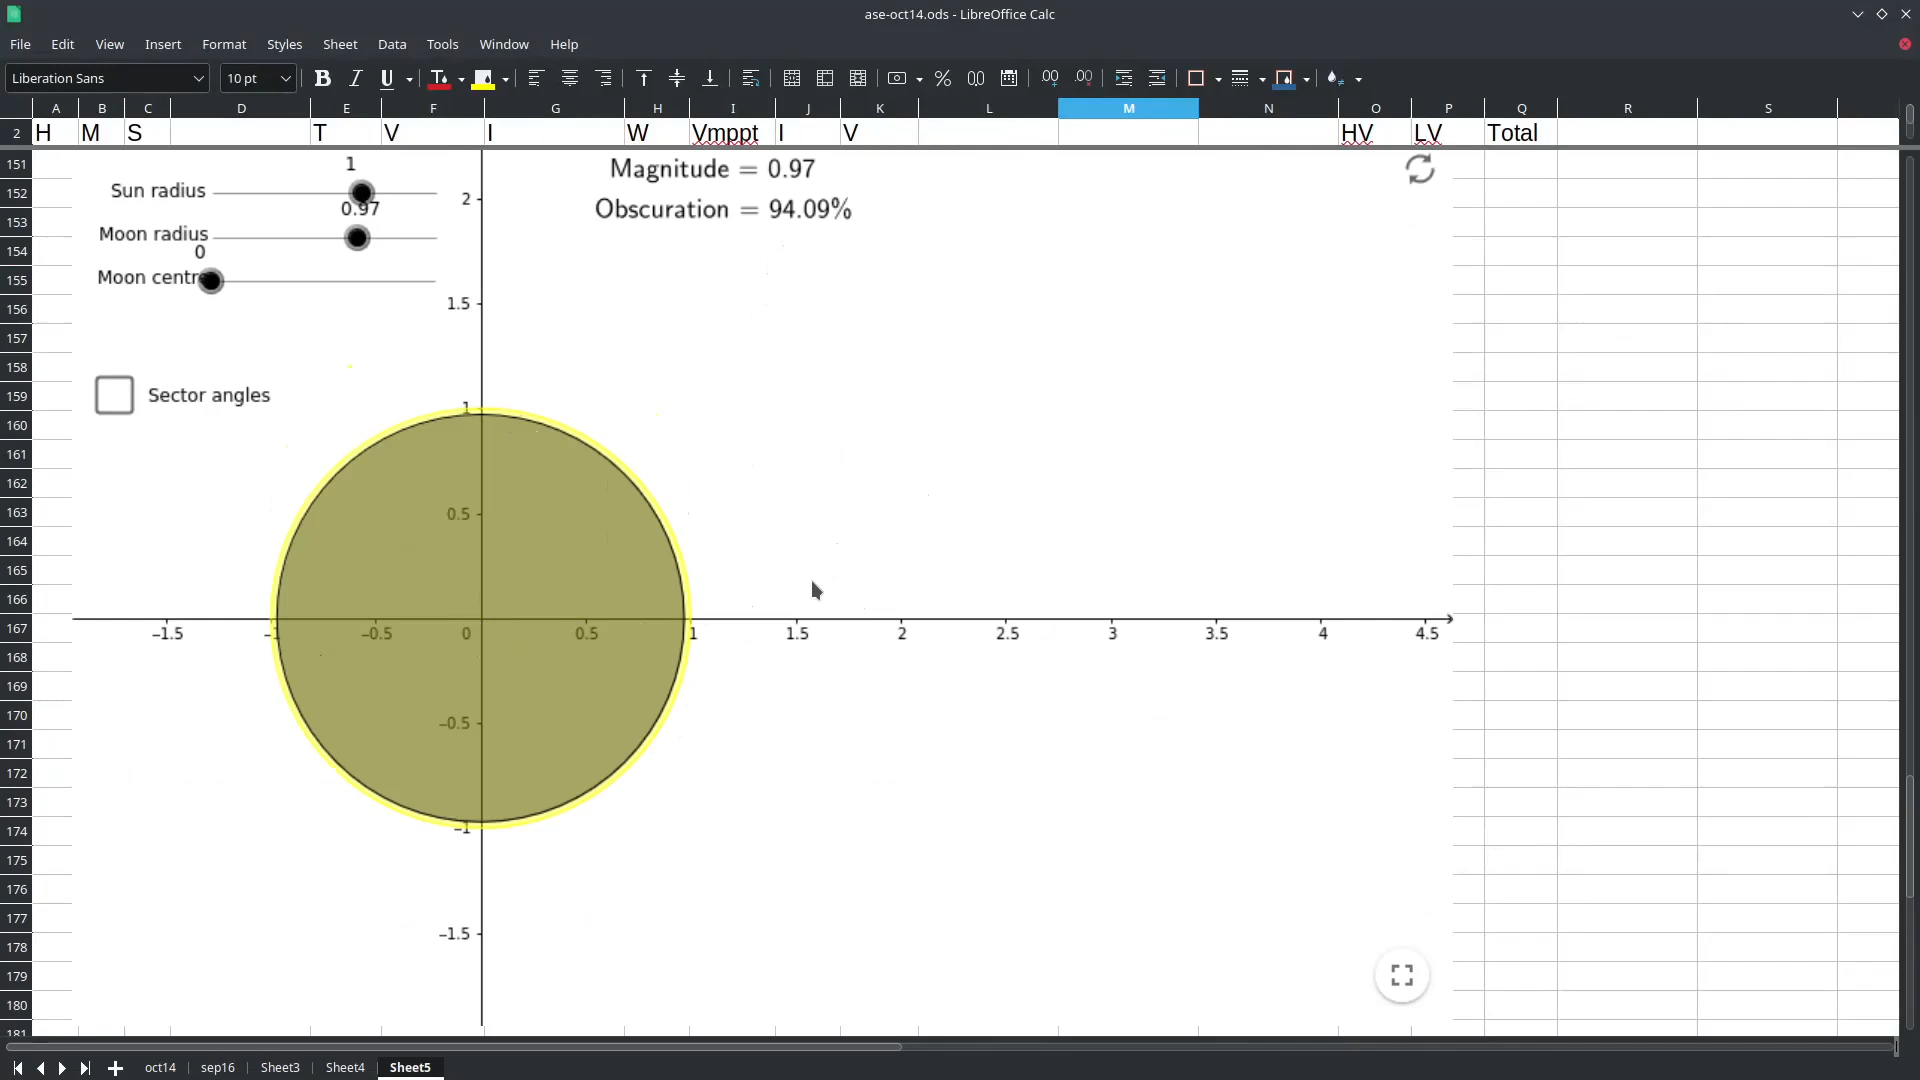 ase-oct14.ods - LibreOffice Calc
File Edit View Insert Format Styles Sheet Data Tools Window Help
Liberation Sans 10 pt B I U
A B C D E F G H I J K L M N O P Q R S
2 H M S T V I W Vmppt I V HV LV Total
151 1 Magnitude = 0.97
152 Sun radius 2
153 0.97 Obscuration = 94.09%
154 Moon radius 0
155 Moon centr 1.5
156
157
158
159 Sector angles 1
160
161
162
163 0.5
164
165
166
167 –1.5 –1 –0.5 0 0.5 1 1.5 2 2.5 3 3.5 4 4.5
168
169
170 –0.5
171
172
173
174 –1
175
176
177
178 –1.5
179
180
181
oct14 sep16 Sheet3 Sheet4 Sheet5